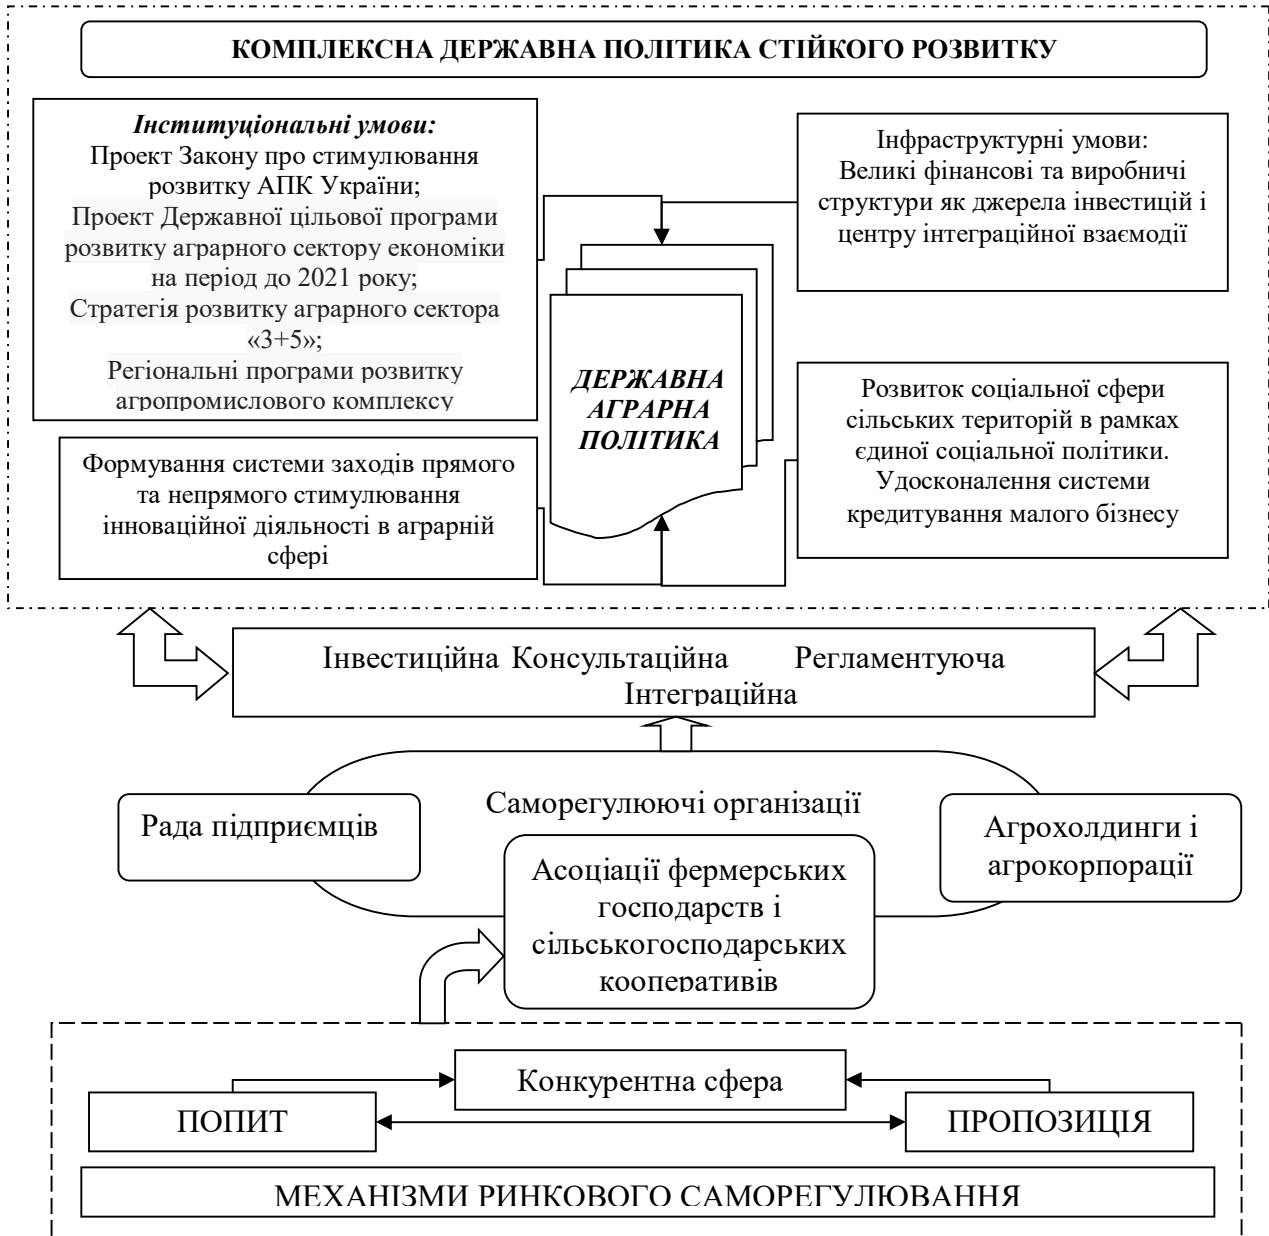 КОМПЛЕКСНА ДЕРЖАВНА ПОЛІТИКА СТІЙКОГО РОЗВИТКУ
Інституціональні умови:
Проект Закону про стимулювання
розвитку АПК України;
Проект Державної цільової програми
розвитку аграрного сектору економіки
на період до 2021 року;
Стратегія розвитку аграрного сектора
«3+5»;
Регіональні програми розвитку
агропромислового комплексу
Інфраструктурні умови:
Великі фінансові та виробничі
структури як джерела інвестицій і
центру інтеграційної взаємодії
ДЕРЖАВНА
АГРАРНА
ПОЛІТИКА
Формування системи заходів прямого
та непрямого стимулювання
інноваційної діяльності в аграрній
сфері
Розвиток соціальної сфери
сільських територій в рамках
єдиної соціальної політики.
Удосконалення системи
кредитування малого бізнесу
Інвестиційна Консультаційна Регламентуюча
Інтеграційна
Саморегулюючі організації
Рада підприємців
Агрохолдинги і
агрокорпорації
Асоціації фермерських
господарств і
сільськогосподарських
кооперативів
Конкурентна сфера
ПОПИТ
ПРОПОЗИЦІЯ
МЕХАНІЗМИ РИНКОВОГО САМОРЕГУЛЮВАННЯ